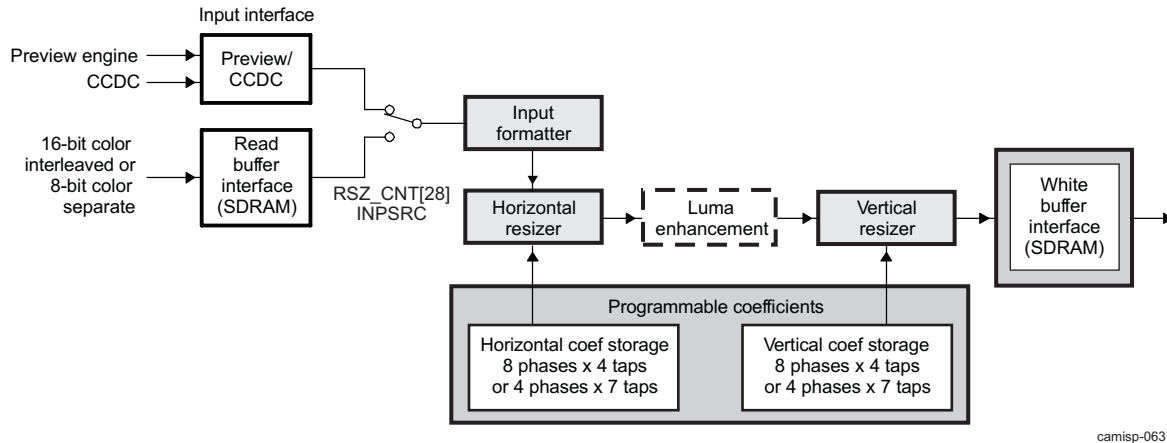 Input interface
Preview engine
CCDC
Preview/
CCDC
16-bit color
interleaved or
8-bit color
separate
Read
buffer
interface
(SDRAM)
RSZ_CNT[28]
INPSRC
Input
formatter
Horizontal
resizer
Luma
enhancement
Vertical
resizer
White
buffer
interface
(SDRAM)
Programmable coefficients
Horizontal coef storage
8 phases x 4 taps
or 4 phases x 7 taps
Vertical coef storage
8 phases x 4 taps
or 4 phases x 7 taps
camisp-063